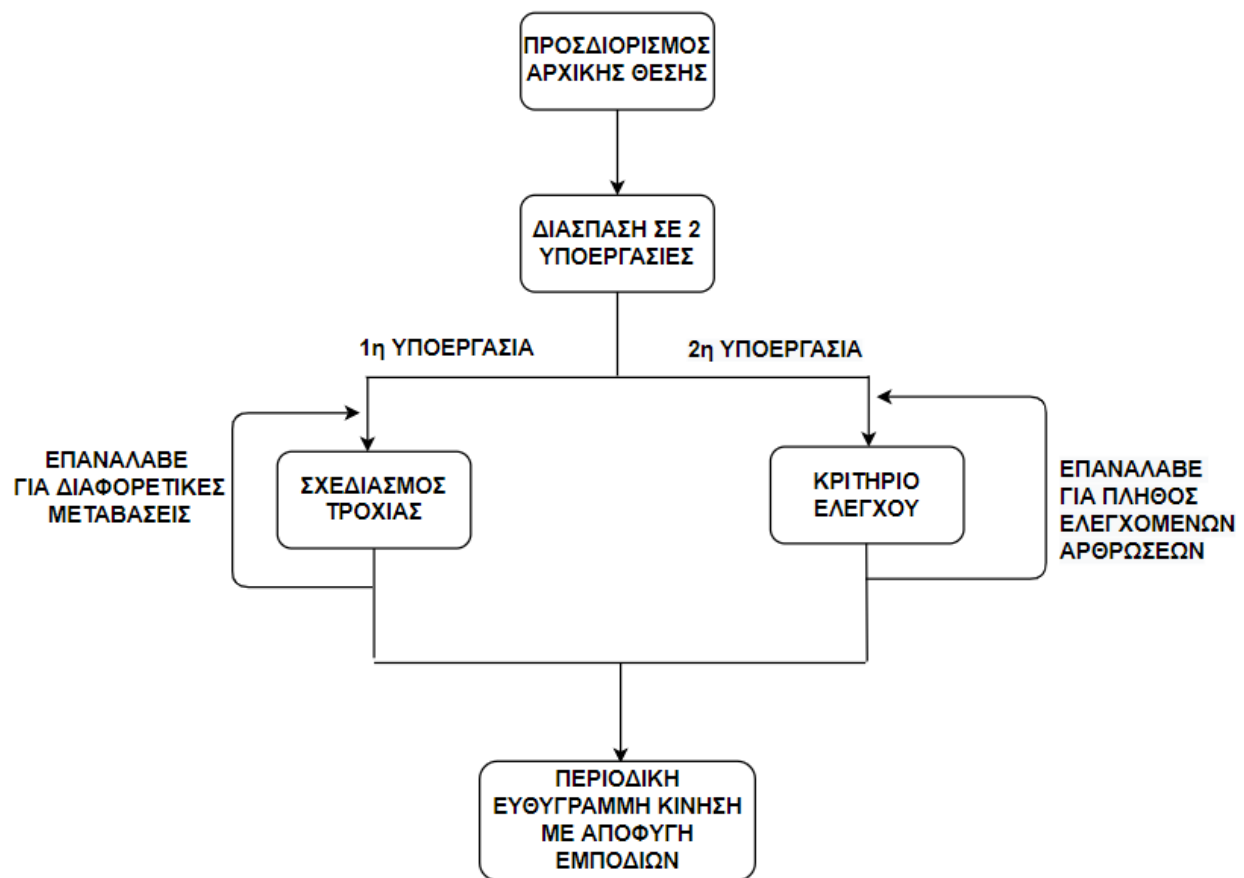 ΠΡΟΣΔΙΟΡΙΣΜΟΣ
ΑΡΧΙΚΗΣ ΘΕΣΗΣ
ΔΙΑΣΠΑΣΗ ΣΕ 2
ΥΠΟΕΡΓΑΣΙΕΣ
1η ΥΠΟΕΡΓΑΣΙΑ
2η ΥΠΟΕΡΓΑΣΙΑ
ΕΠΑΝΑΛΑΒΕ
ΓΙΑ ΔΙΑΦΟΡΕΤΙΚΕΣ
ΜΕΤΑΒΑΣΕΙΣ
ΣΧΕΔΙΑΣΜΟΣ
ΤΡΟΧΙΑΣ
ΚΡΙΤΗΡΙΟ
ΕΛΕΓΧΟΥ
ΕΠΑΝΑΛΑΒΕ
ΓΙΑ ΠΛΗΘΟΣ
ΕΛΕΓΧΟΜΕΝΩΝ
ΑΡΘΡΩΣΕΩΝ
ΠΕΡΙΟΔΙΚΗ
ΕΥΘΥΓΡΑΜΜΗ ΚΙΝΗΣΗ
ΜΕ ΑΠΟΦΥΓΗ
ΕΜΠΟΔΙΩΝ